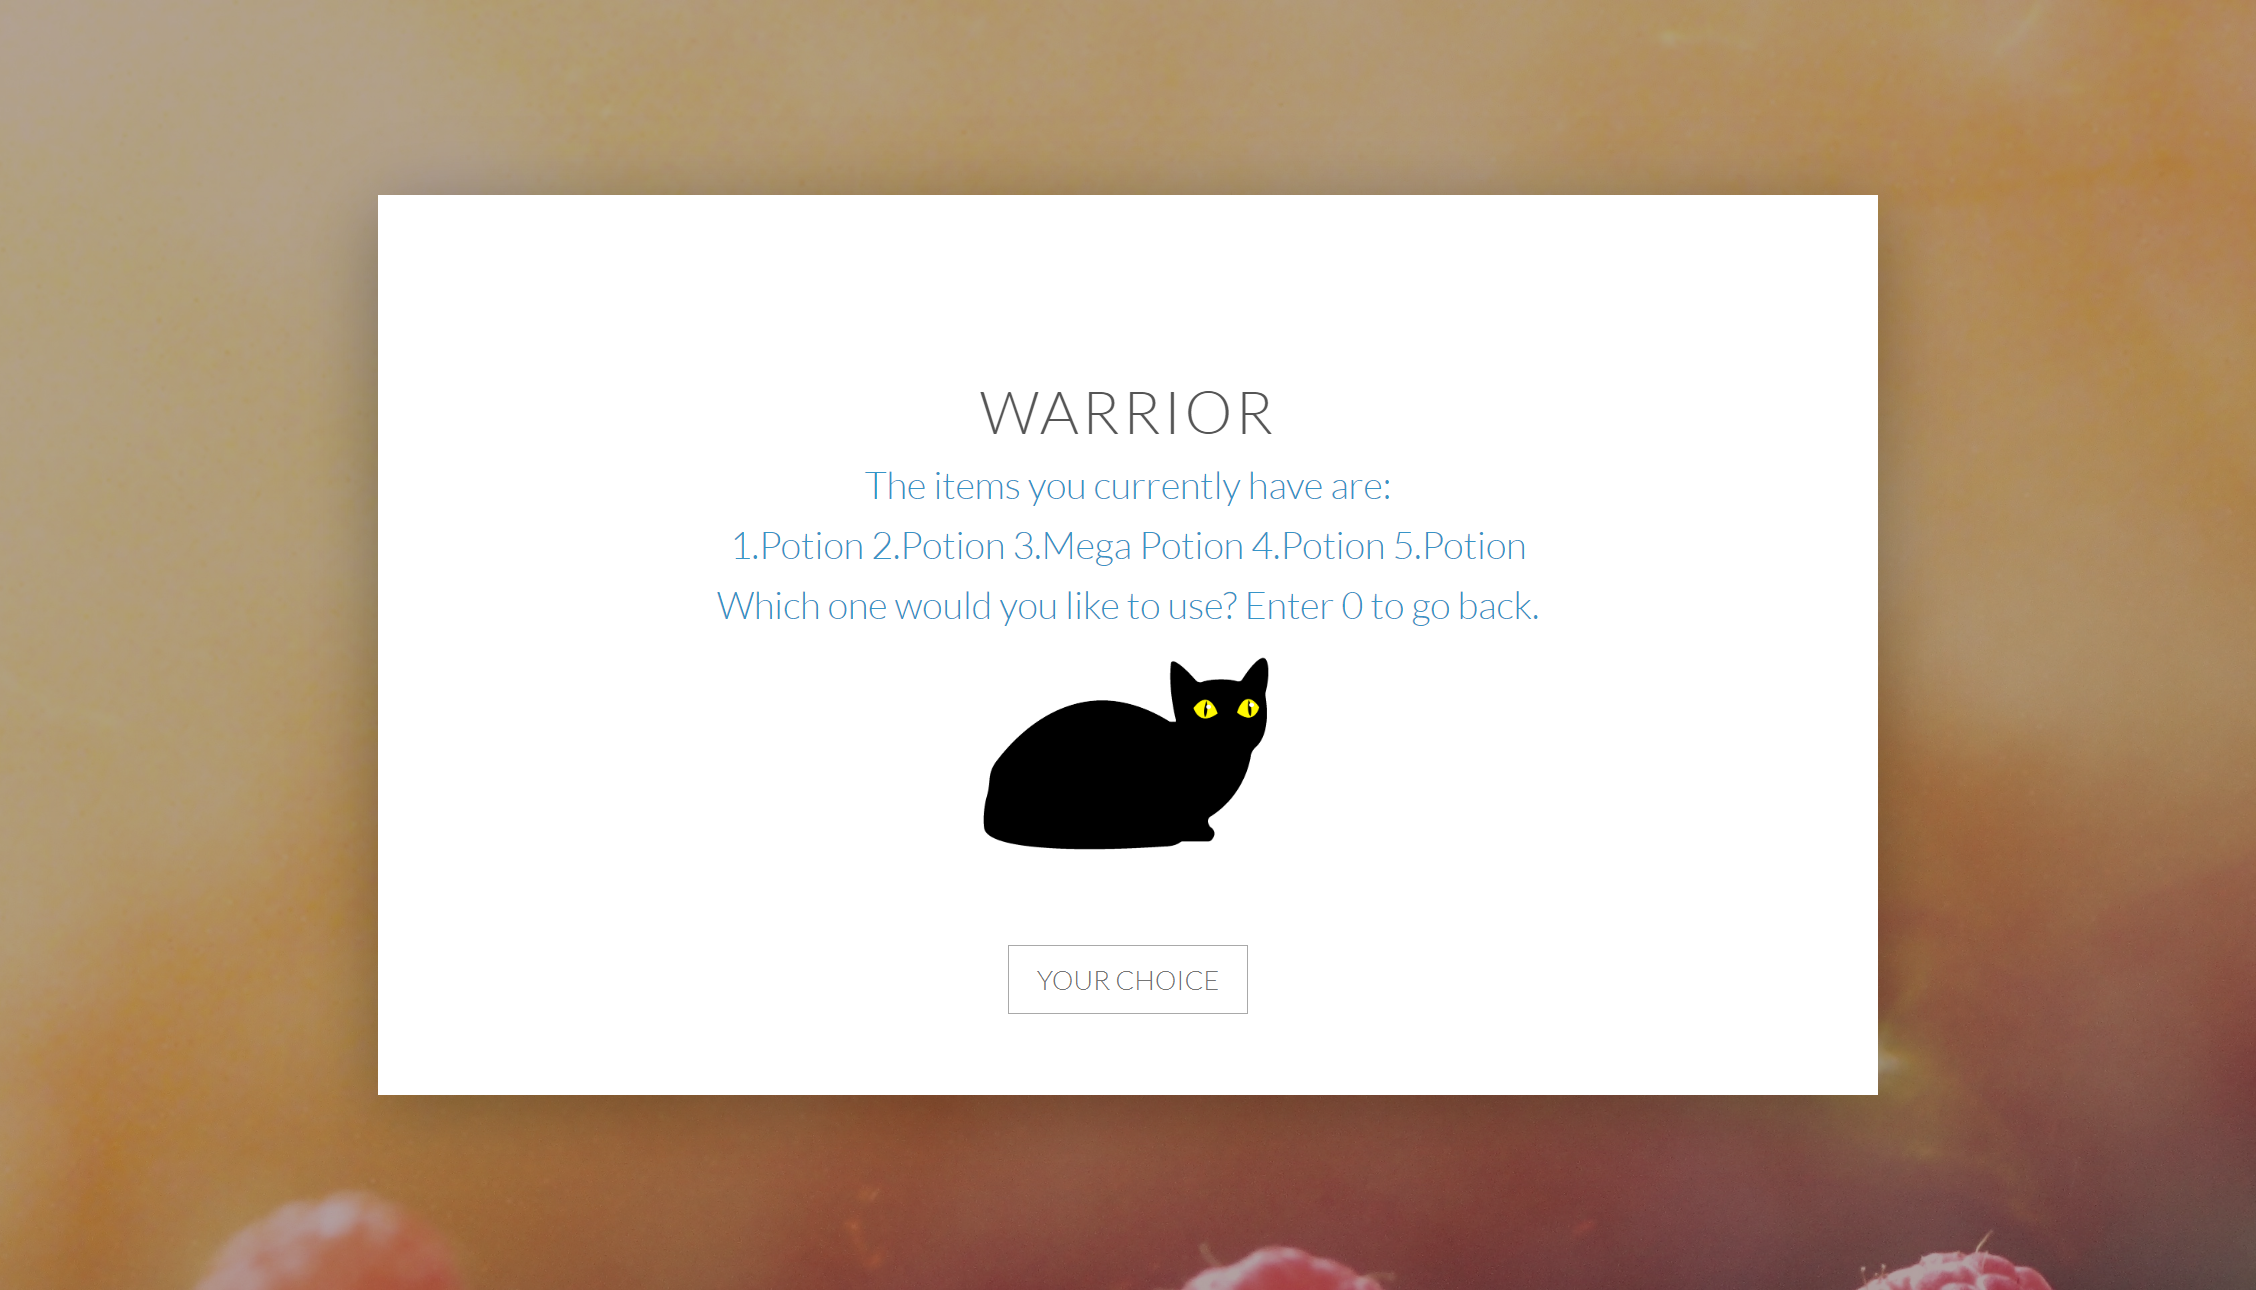 WARRIOR
The items you currently have are:
1.Potion 2.Potion 3.Mega Potion 4.Potion 5.Potion
Which one would you like to use? Enter 0 to go back.
YOUR CHOICE